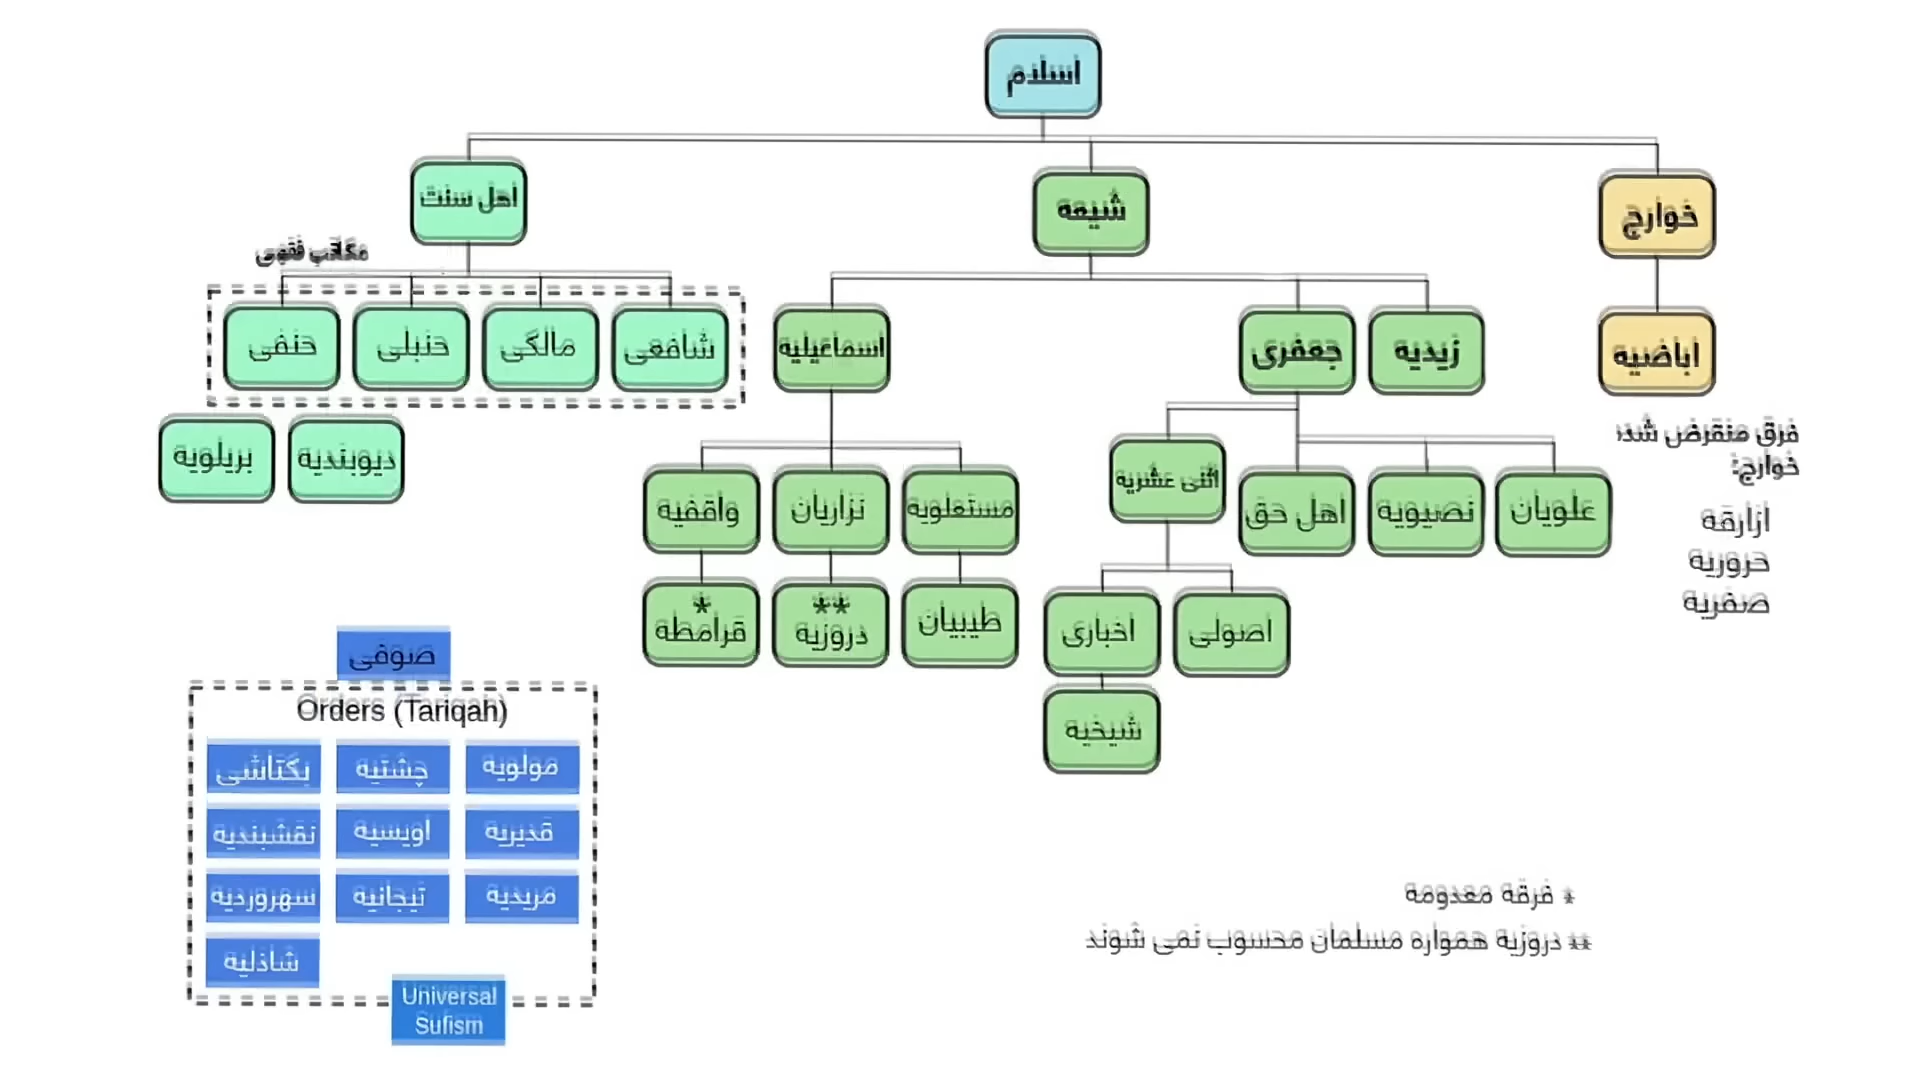 اسلام
اهل سنت
شیعه
خوارج
مکاتب فقهی
حنفی
حنبلی
مالکی
شافعی
اسماعیلیه
جعفری
زیدیه
اباضیه
بریلویه
دیوبندیه
واقفیه
نزاریان
مستعلویه
اثنی عشریه
اهل حق
نصیویه
علویان
فرق منقرض شده
خوارج:
ازارقه
حروریه
صفریه
*
قرامطه
**
دروزیه
طیبیان
اخباری
اصولی
شیخیه
صوفی
Orders (Tariqah)
بکتاشی
چشتیه
مولویه
نقشبندیه
اویسیه
قدیریه
سهروردیه
تیجانیه
مریدیه
شاذلیه
Universal
Sufism
* فرقه معدومه
** دروزیه همواره مسلمان محسوب نمی شوند